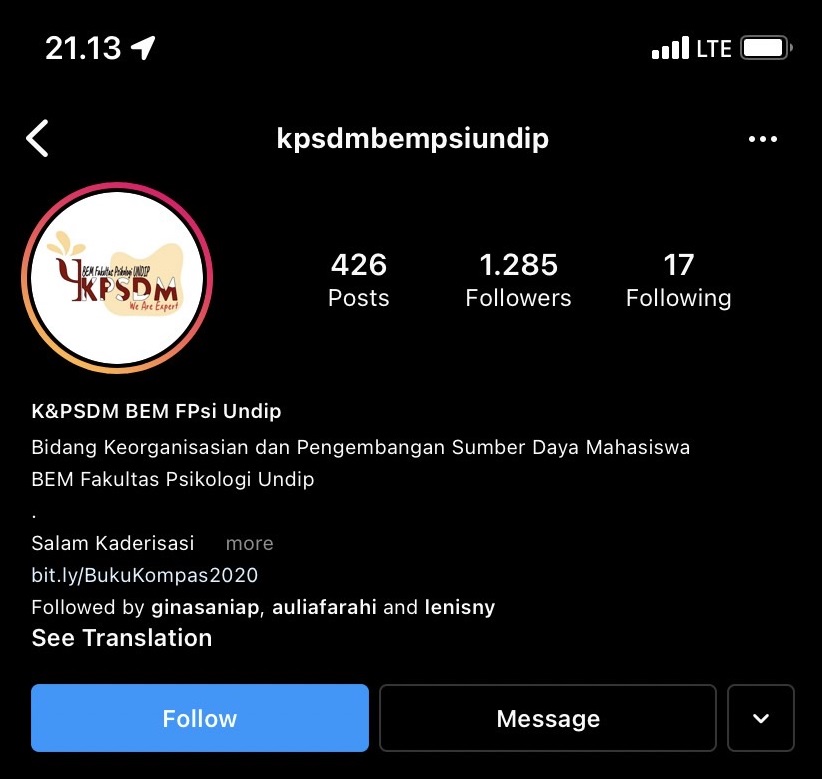 21.13
LTE
kpsdmbempsiundip
BEM Fakultas Psikologi UNDIP
KPSDM
We Are Expert
426
1.285
17
Posts
Followers
Following
K&PSDM BEM FPsi Undip
Bidang Keorganisasian dan Pengembangan Sumber Daya Mahasiswa
BEM Fakultas Psikologi Undip
.
Salam Kaderisasi more
bit.ly/BukuKompas2020
Followed by ginasaniap, auliafarahi and lenisny
See Translation
Follow
Message